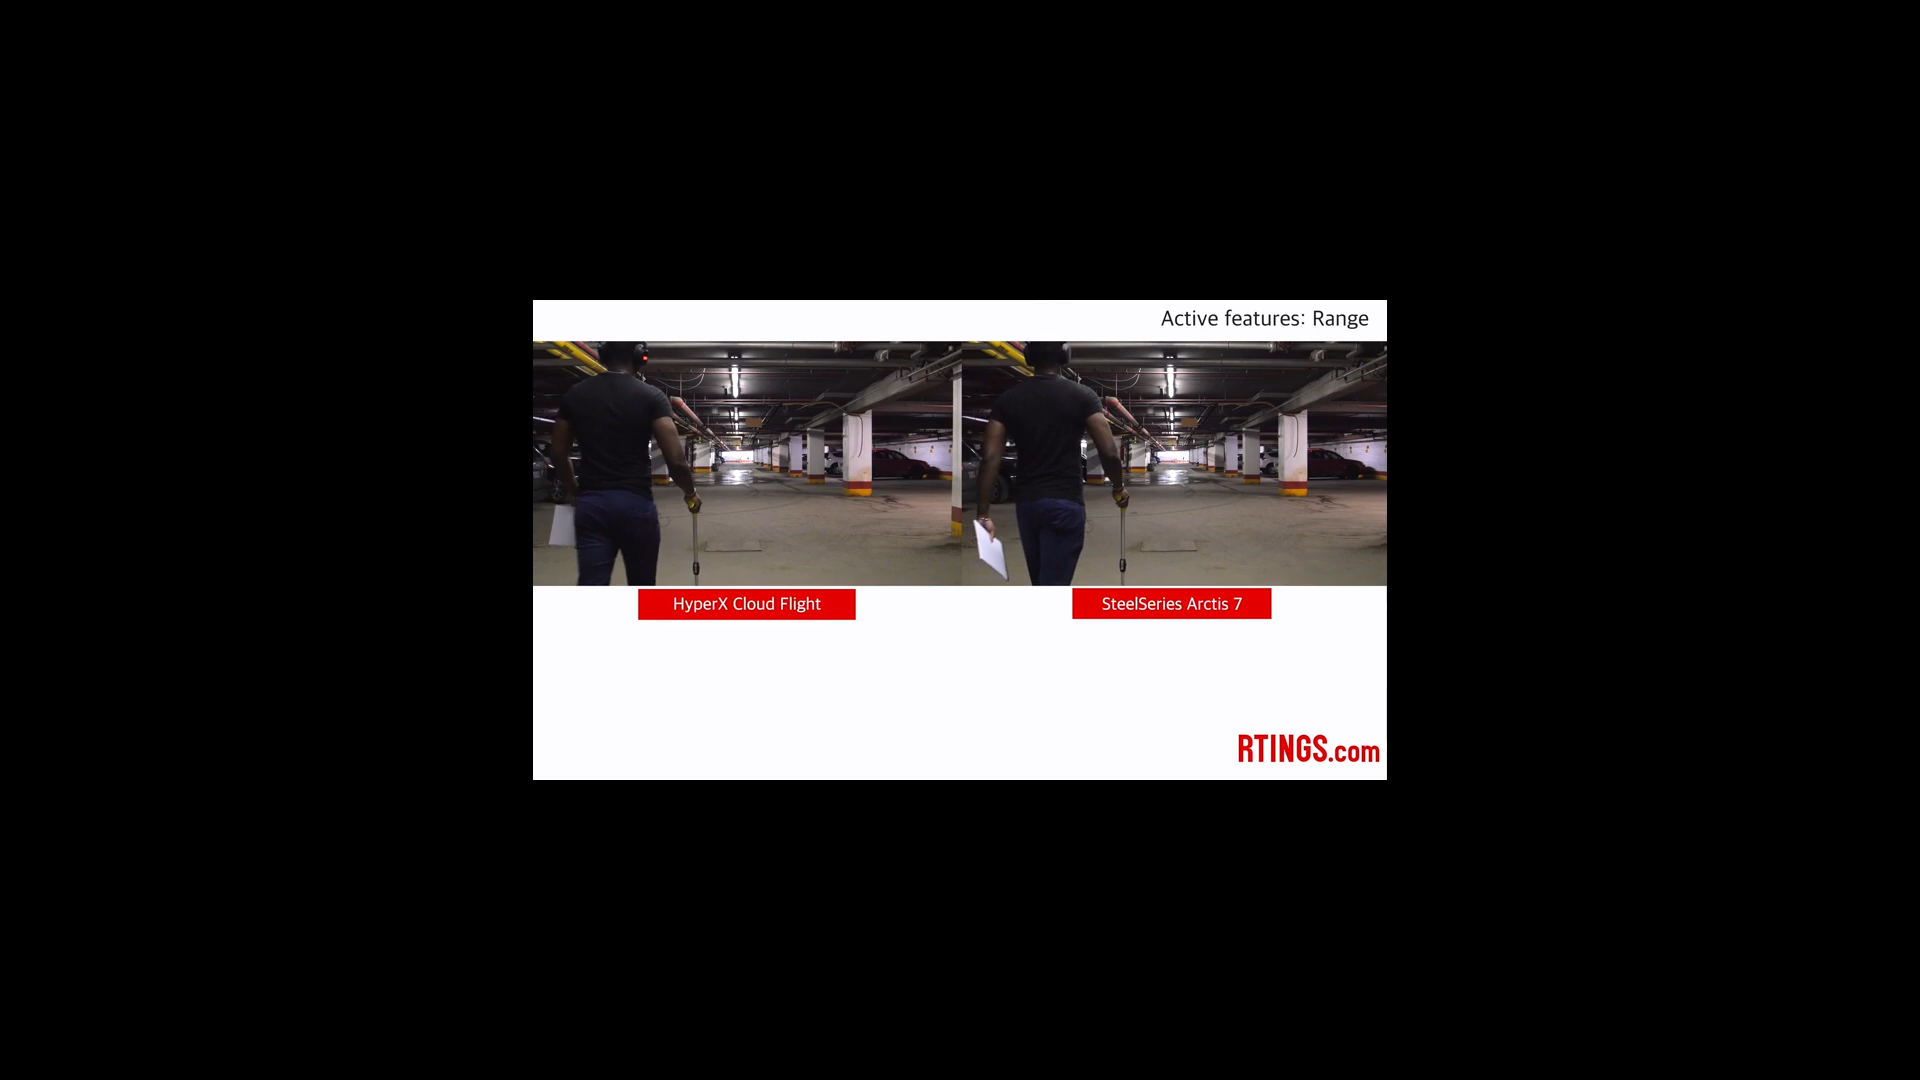 Active features: Range
HyperX Cloud Flight
SteelSeries Arctis 7
RTINGS.com